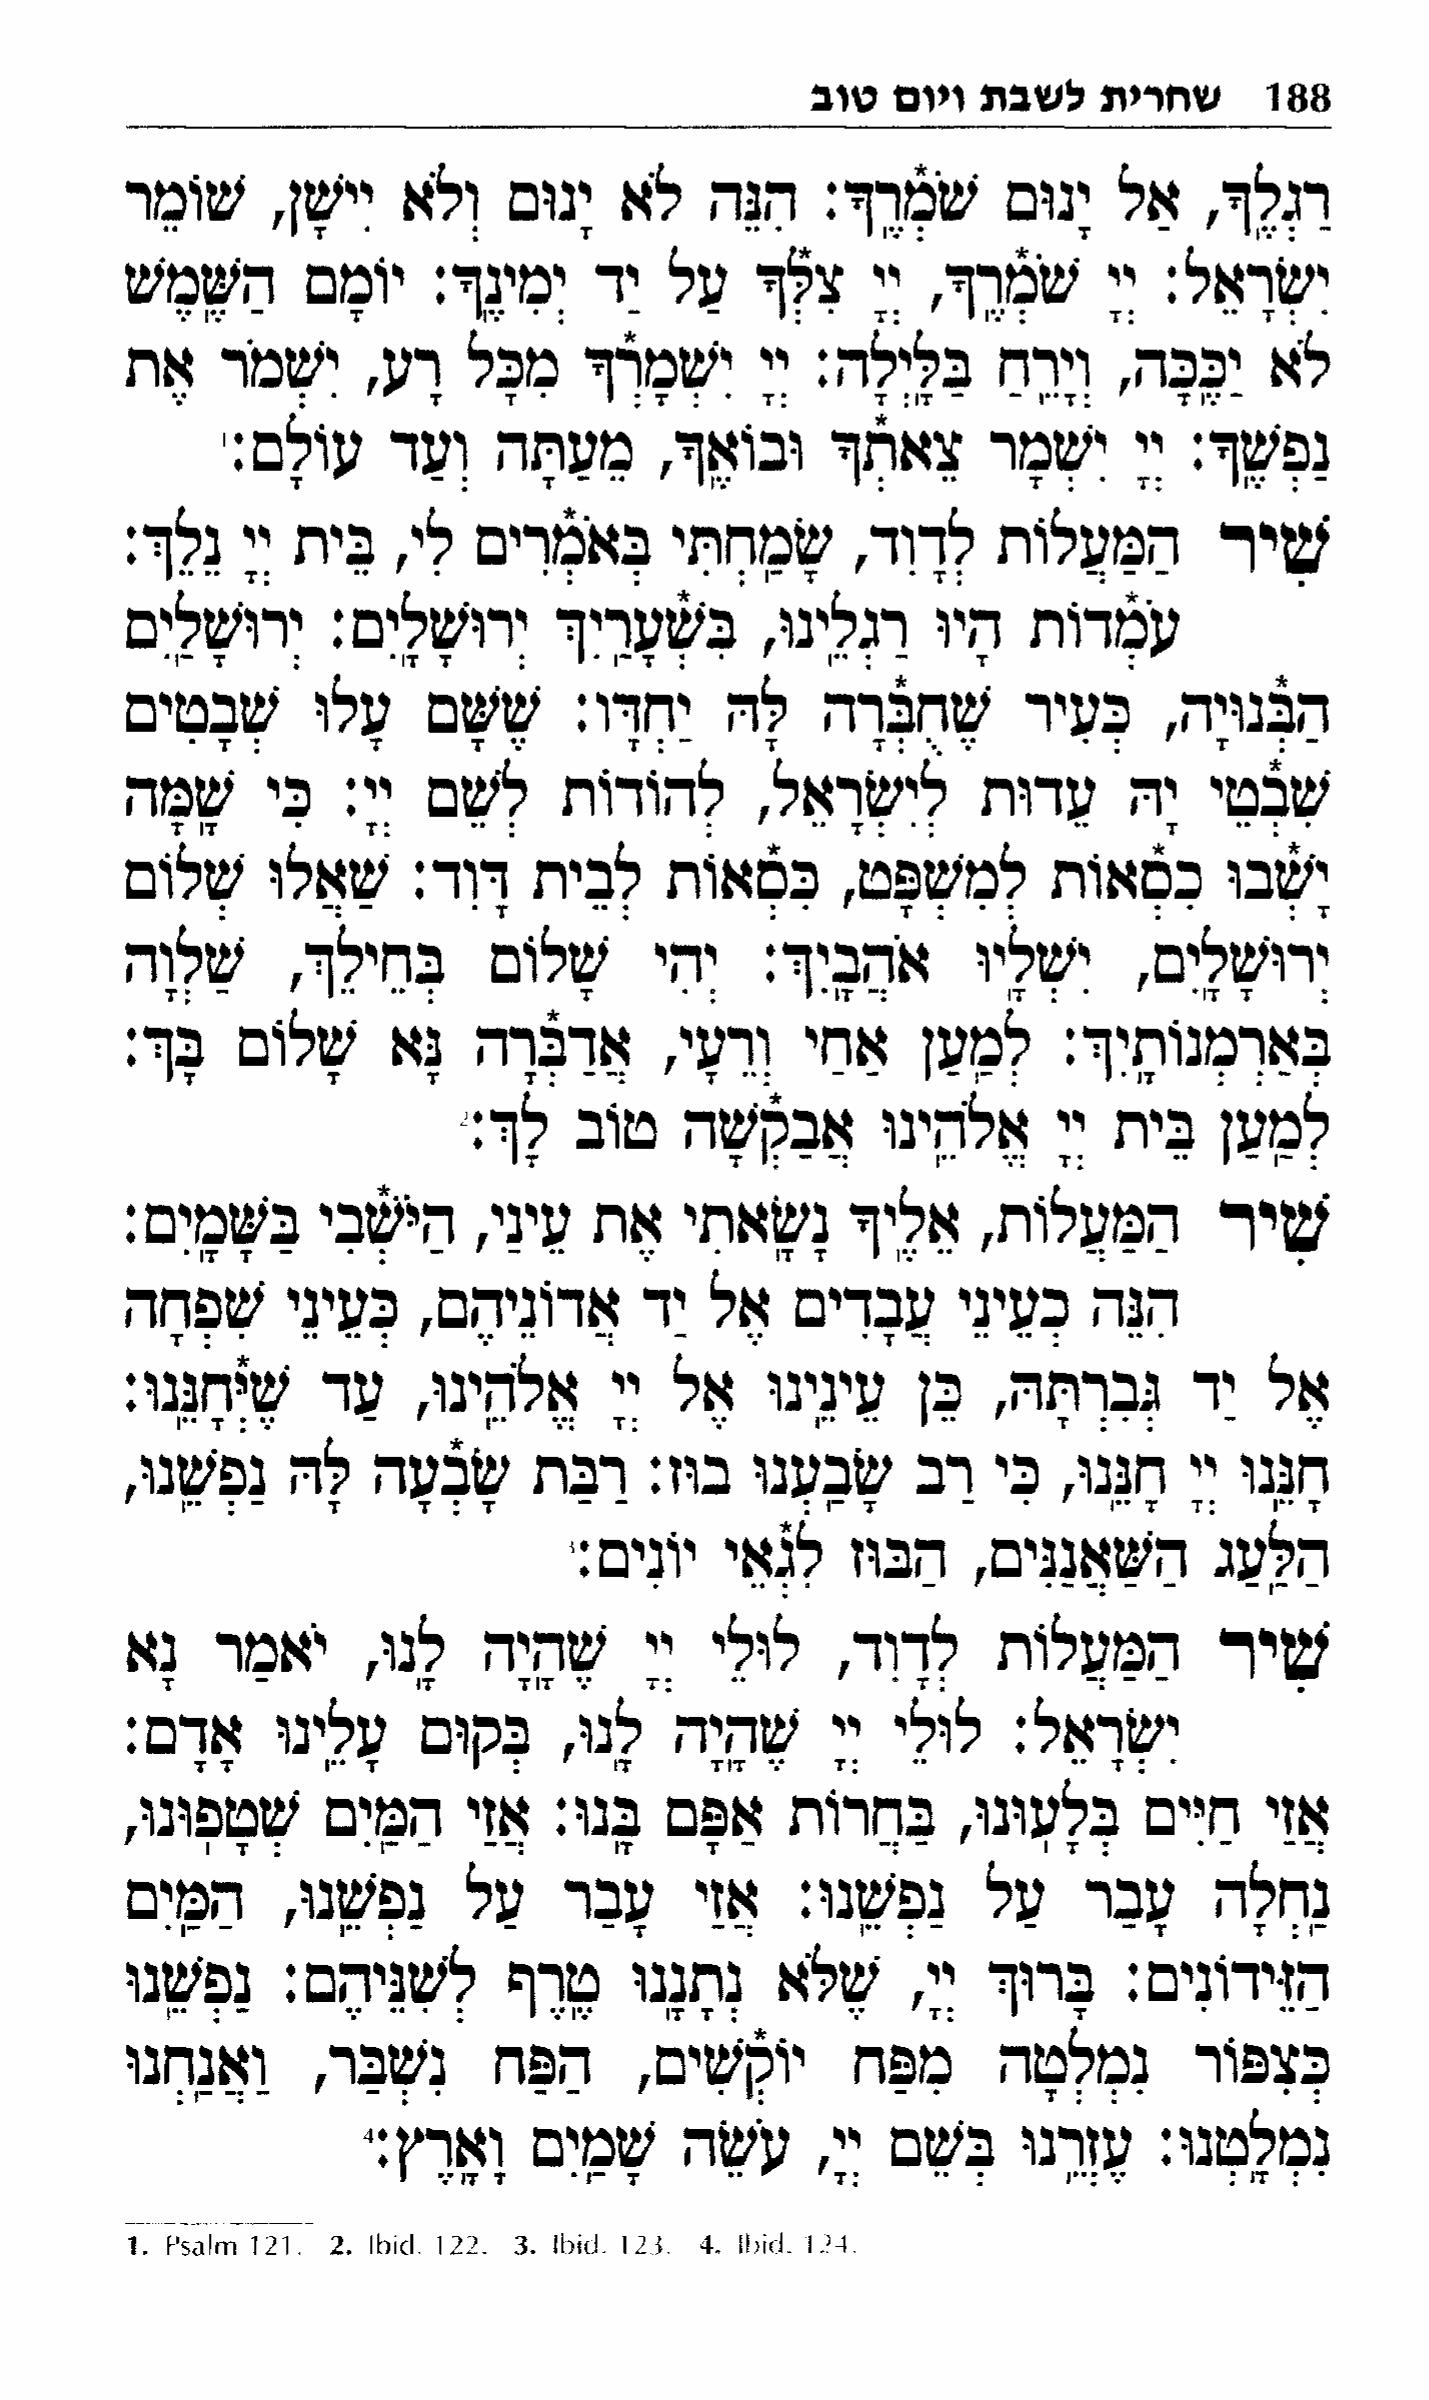 188 שחרית לשבת ויום טוב
רַגְלֶֽךָ, אַל יָנוּם שֹׁמְרֶֽךָ: הִנֵּה לֹא יָנוּם וְלֹא יִישָׁן, שׁוֹמֵר
יִשְׂרָאֵל: יְיָ שֹׁמְרֶֽךָ, יְיָ צִלְּךָ עַל יַד יְמִינֶֽךָ: יוֹמָם הַשֶּֽׁמֶשׁ
לֹא יַכֶּֽכָּה, וְיָרֵֽחַ בַּלָּֽיְלָה: יְיָ יִשְׁמָרְךָ מִכָּל רָע, יִשְׁמֹר אֶת
נַפְשֶֽׁךָ: יְיָ יִשְׁמָר צֵאתְךָ וּבוֹאֶֽךָ, מֵעַתָּה וְעַד עוֹלָם:1
שִׁיר הַמַּעֲלוֹת לְדָוִד, שָׂמַֽחְתִּי בְּאֹמְרִים לִי, בֵּית יְיָ נֵלֵךְ:
עֹמְדוֹת הָיוּ רַגְלֵֽינוּ, בִּשְׁעָרַֽיִךְ יְרוּשָׁלָֽיִם: יְרוּשָׁלַֽיִם
הַבְּנוּיָה, כְּעִיר שֶׁחֻבְּרָה לָּהּ יַחְדָּו: שֶׁשָּׁם עָלוּ שְׁבָטִים
שִׁבְטֵי יָהּ עֵדוּת לְיִשְׂרָאֵל, לְהוֹדוֹת לְשֵׁם יְיָ: כִּי שָׁמָּה
יָשְׁבוּ כִסְאוֹת לְמִשְׁפָּט, כִּסְאוֹת לְבֵית דָּוִד: שַׁאֲלוּ שְׁלוֹם
יְרוּשָׁלָֽיִם, יִשְׁלָֽיוּ אֹהֲבָֽיִךְ: יְהִי שָׁלוֹם בְּחֵילֵךְ, שַׁלְוָה
בְּאַרְמְנוֹתָֽיִךְ: לְמַֽעַן אַחַי וְרֵעָי, אֲדַבְּרָה נָּא שָׁלוֹם בָּךְ:
לְמַֽעַן בֵּית יְיָ אֱלֹהֵֽינוּ אֲבַקְשָׁה טוֹב לָךְ:2
שִׁיר הַמַּעֲלוֹת, אֵלֶֽיךָ נָשָֽׂאתִי אֶת עֵינַי, הַיֹּשְׁבִי בַּשָּׁמָֽיִם:
הִנֵּה כְעֵינֵי עֲבָדִים אֶל יַד אֲדוֹנֵיהֶם, כְּעֵינֵי שִׁפְחָה
אֶל יַד גְּבִרְתָּהּ, כֵּן עֵינֵֽינוּ אֶל יְיָ אֱלֹהֵֽינוּ, עַד שֶׁיְּחָנֵּֽנוּ:
חָנֵּֽנוּ יְיָ חָנֵּֽנוּ, כִּי רַב שָׂבַֽעְנוּ בוּז: רַבַּת שָׂבְעָה לָּהּ נַפְשֵֽׁנוּ,
הַלַּֽעַג הַשַּׁאֲנַנִּים, הַבּוּז לִגְאֵי יוֹנִים:3
שִׁיר הַמַּעֲלוֹת לְדָוִד, לוּלֵי יְיָ שֶׁהָֽיָה לָֽנוּ, יֹאמַר נָא
יִשְׂרָאֵל: לוּלֵי יְיָ שֶׁהָֽיָה לָֽנוּ, בְּקוּם עָלֵֽינוּ אָדָם:
אֲזַי חַיִּים בְּלָעֽוּנוּ, בַּחֲרוֹת אַפָּם בָּֽנוּ: אֲזַי הַמַּֽיִם שְׁטָפֽוּנוּ,
נַֽחְלָה עָבַר עַל נַפְשֵֽׁנוּ: אֲזַי עָבַר עַל נַפְשֵֽׁנוּ, הַמַּֽיִם
הַזֵּידוֹנִים: בָּרוּךְ יְיָ, שֶׁלֹּא נְתָנָֽנוּ טֶֽרֶף לְשִׁנֵּיהֶם: נַפְשֵֽׁנוּ
כְּצִפּוֹר נִמְלְטָה מִפַּח יוֹקְשִׁים, הַפַּח נִשְׁבַּר, וַאֲנַֽחְנוּ
נִמְלָֽטְנוּ: עֶזְרֵֽנוּ בְּשֵׁם יְיָ, עֹשֵׂה שָׁמַֽיִם וָאָֽרֶץ:4
1. Psalm 121. 2. Ibid. 122. 3. Ibid. 123. 4. Ibid. 124.